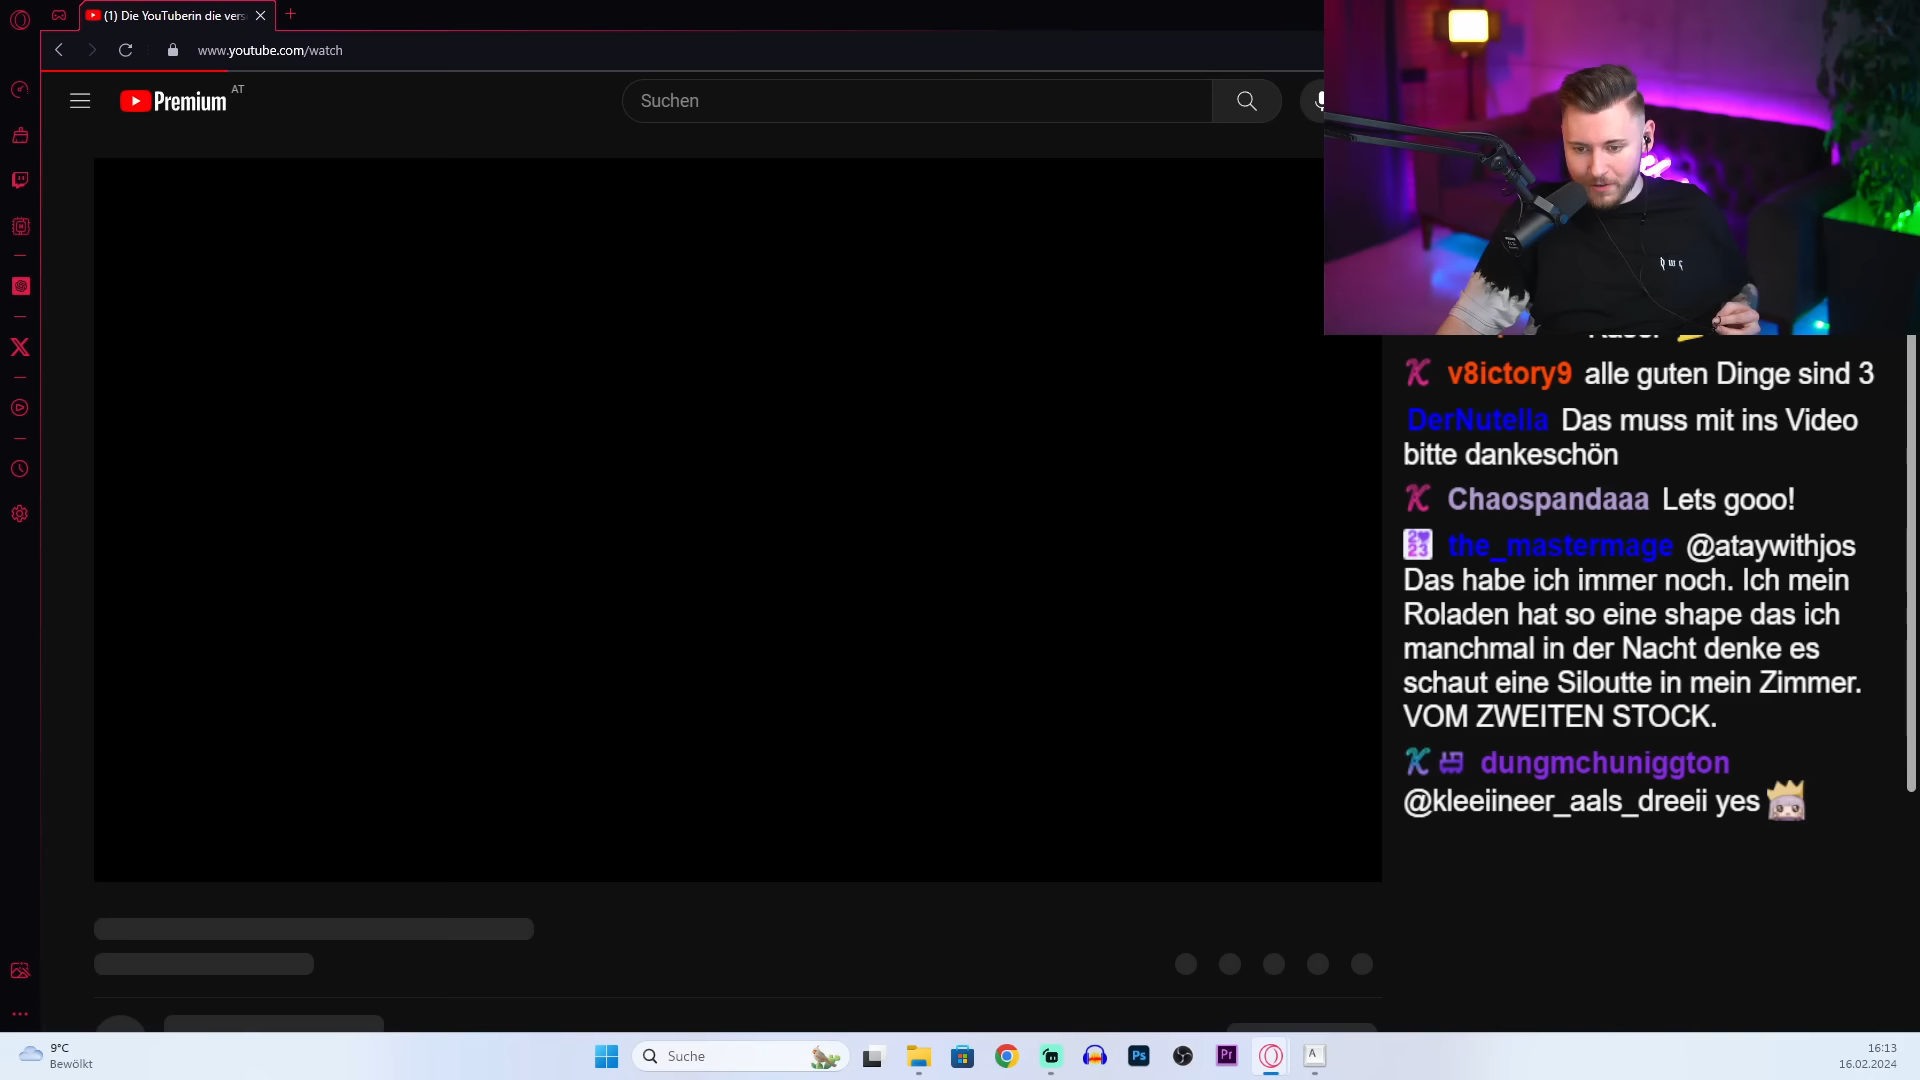 (1) Die YouTuberin die vers
www.youtube.com/watch
Premium AT
Suchen
v8ictory9 alle guten Dinge sind 3
DerNutella Das muss mit ins Video
bitte dankeschön
Chaospandaaa Lets gooo!
the_mastermage @ataywithjos
Das habe ich immer noch. Ich mein
Roladen hat so eine shape das ich
manchmal in der Nacht denke es
schaut eine Siloutte in mein Zimmer.
VOM ZWEITEN STOCK.
dungmchuniggton
@kleeiineer_aals_dreeii yes
9°C
Bewölkt
Suche
Ps
Pr
A
16:13
16.02.2024